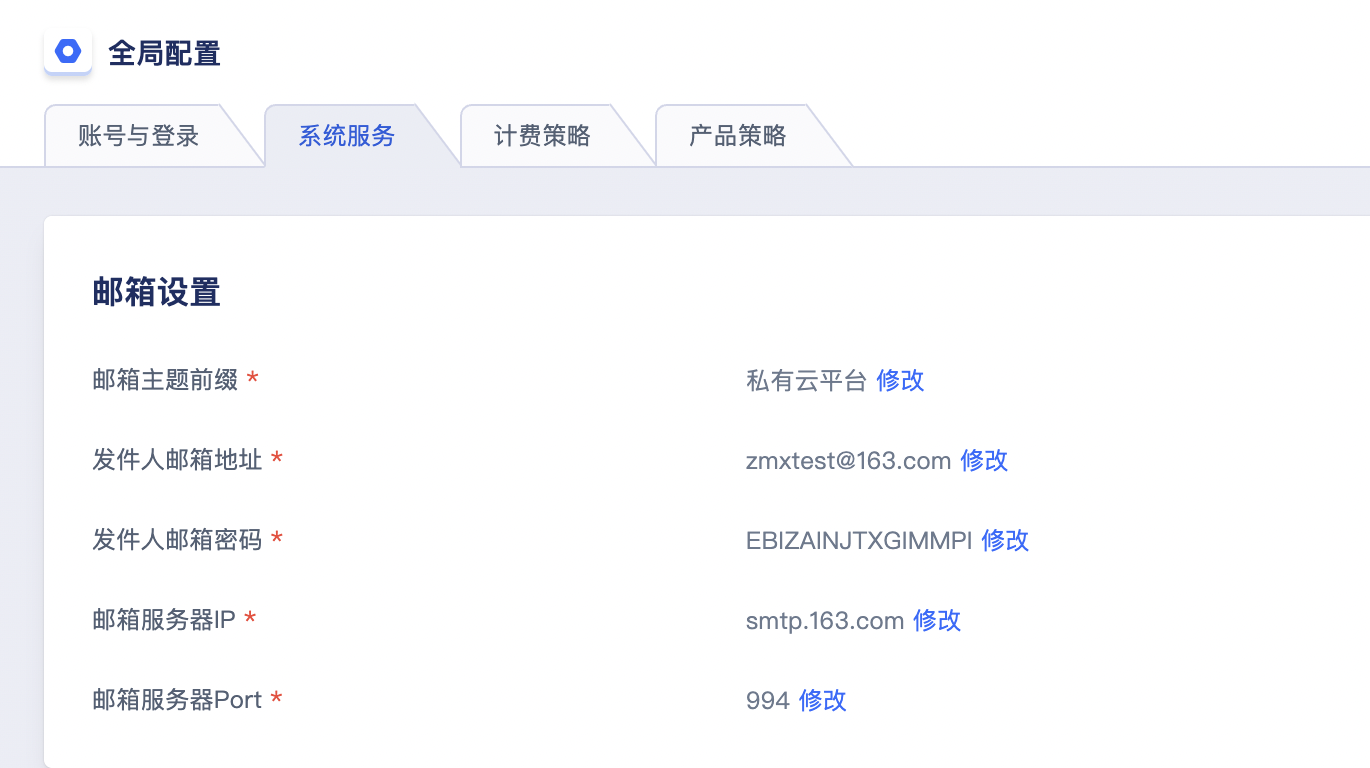 全局配置
账号与登录 系统服务 计费策略 产品策略
邮箱设置
邮箱主题前缀 * 私有云平台 修改
发件人邮箱地址 * zmxtest@163.com 修改
发件人邮箱密码 * EBIZAINJTXGIMMPI 修改
邮箱服务器IP * smtp.163.com 修改
邮箱服务器Port * 994 修改